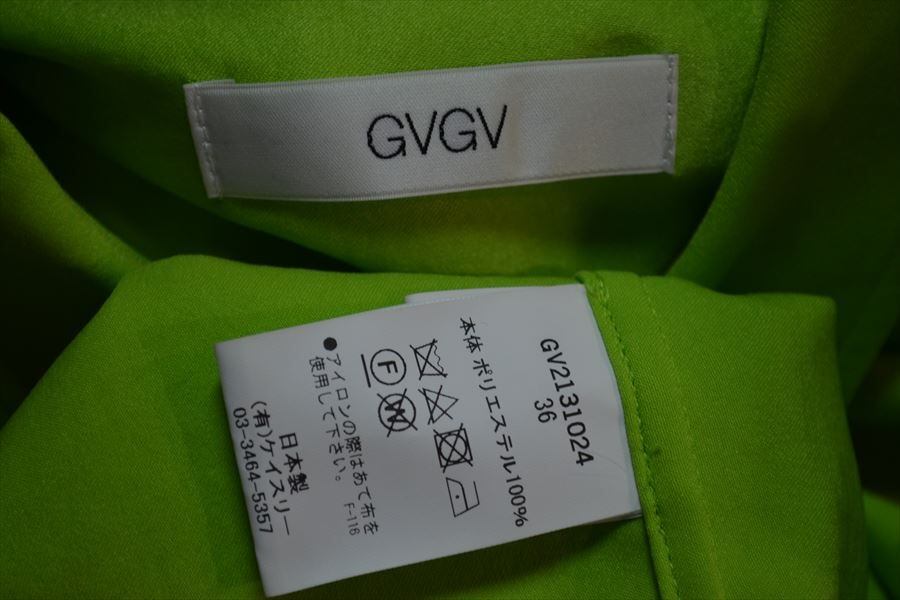 GVGV
GV2131024
36
本体 ポリエステル100%
F
W
●アイロンの際はあて布を
使用して下さい。 F-116
日本製
(有)ケイスリー
03-3464-5357